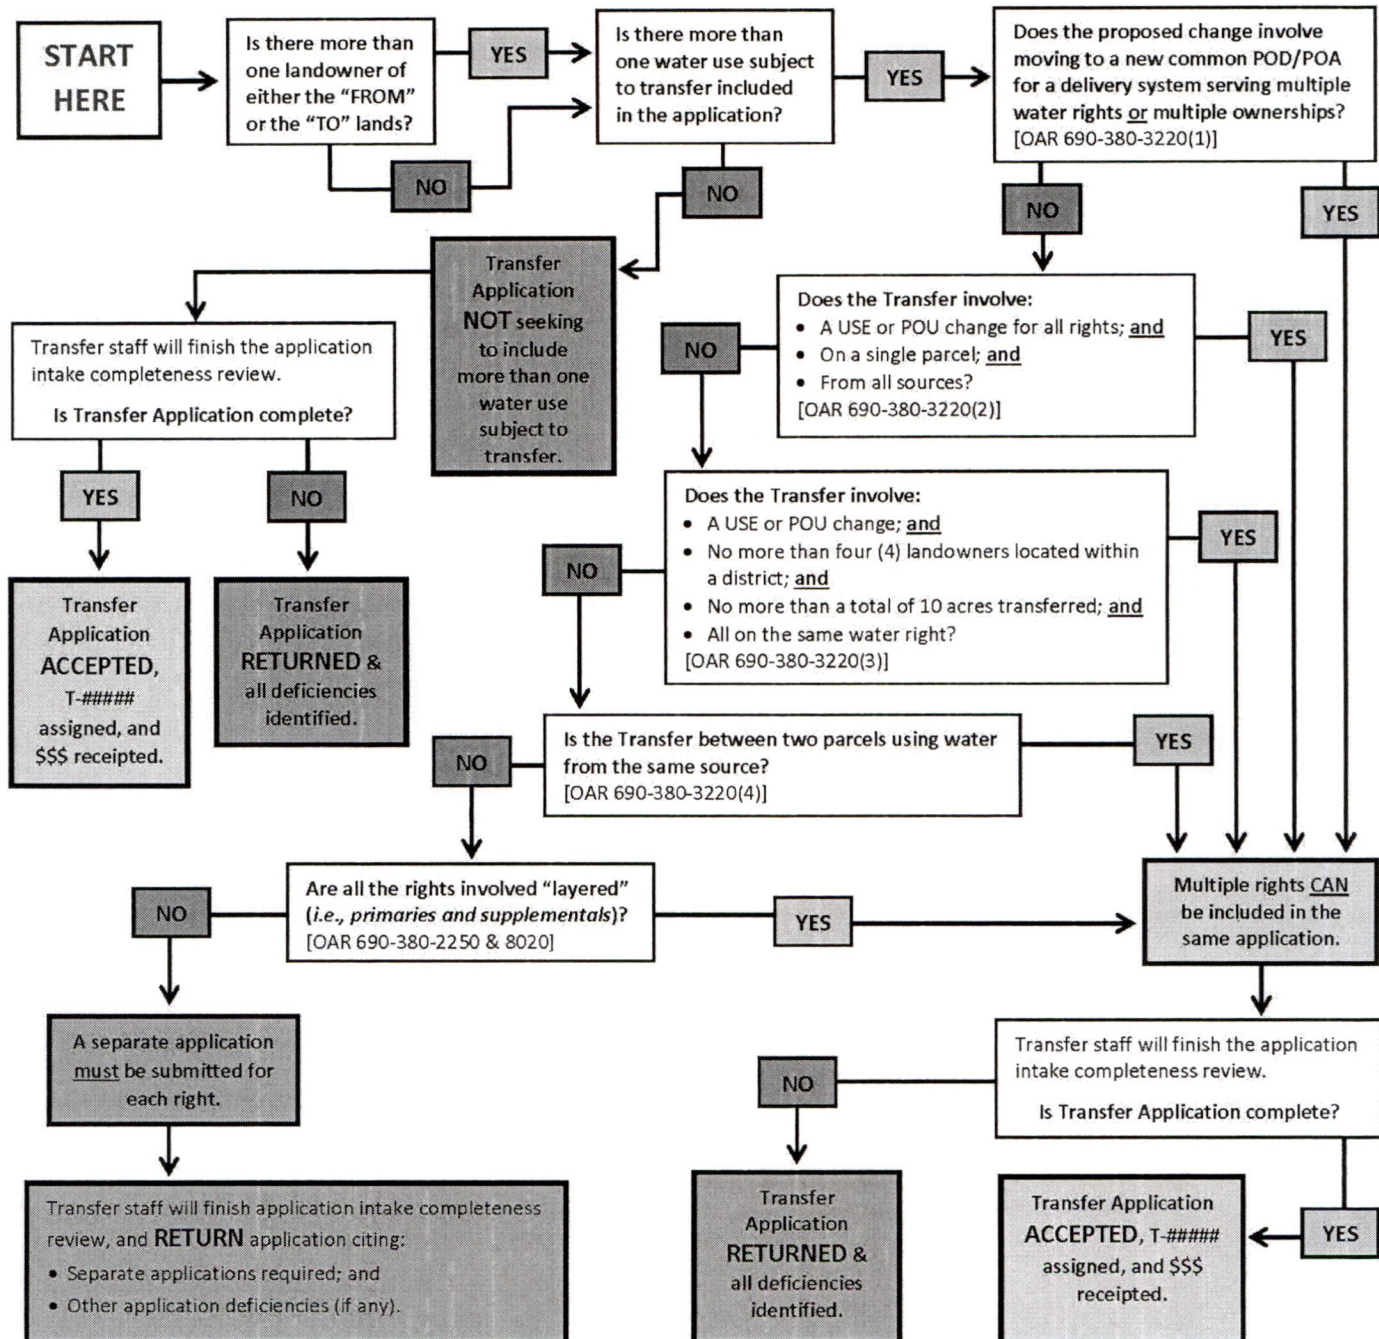 START
HERE
Is there more than
one landowner of
either the "FROM"
or the "TO" lands?
YES
NO
Is there more than
one water use subject
to transfer included
in the application?
YES
NO
Does the proposed change involve
moving to a new common POD/POA
for a delivery system serving multiple
water rights or multiple ownerships?
[OAR 690-380-3220(1)]
NO
YES
Transfer
Application
NOT seeking
to include
more than one
water use
subject to
transfer.
Transfer staff will finish the application
intake completeness review.
Is Transfer Application complete?
YES
NO
Transfer
Application
ACCEPTED,
T-#####
assigned, and
$$$ receipted.
Transfer
Application
RETURNED &
all deficiencies
identified.
Does the Transfer involve:
• A USE or POU change for all rights; and
• On a single parcel; and
• From all sources?
[OAR 690-380-3220(2)]
NO
YES
Does the Transfer involve:
• A USE or POU change; and
• No more than four (4) landowners located within
a district; and
• No more than a total of 10 acres transferred; and
• All on the same water right?
[OAR 690-380-3220(3)]
NO
YES
Is the Transfer between two parcels using water
from the same source?
[OAR 690-380-3220(4)]
NO
YES
Are all the rights involved "layered"
(i.e., primaries and supplementals)?
[OAR 690-380-2250 & 8020]
NO
YES
Multiple rights CAN
be included in the
same application.
A separate application
must be submitted for
each right.
Transfer staff will finish application intake completeness
review, and RETURN application citing:
• Separate applications required; and
• Other application deficiencies (if any).
Transfer staff will finish the application
intake completeness review.
Is Transfer Application complete?
NO
YES
Transfer
Application
RETURNED &
all deficiencies
identified.
Transfer Application
ACCEPTED, T-#####
assigned, and $$$
receipted.